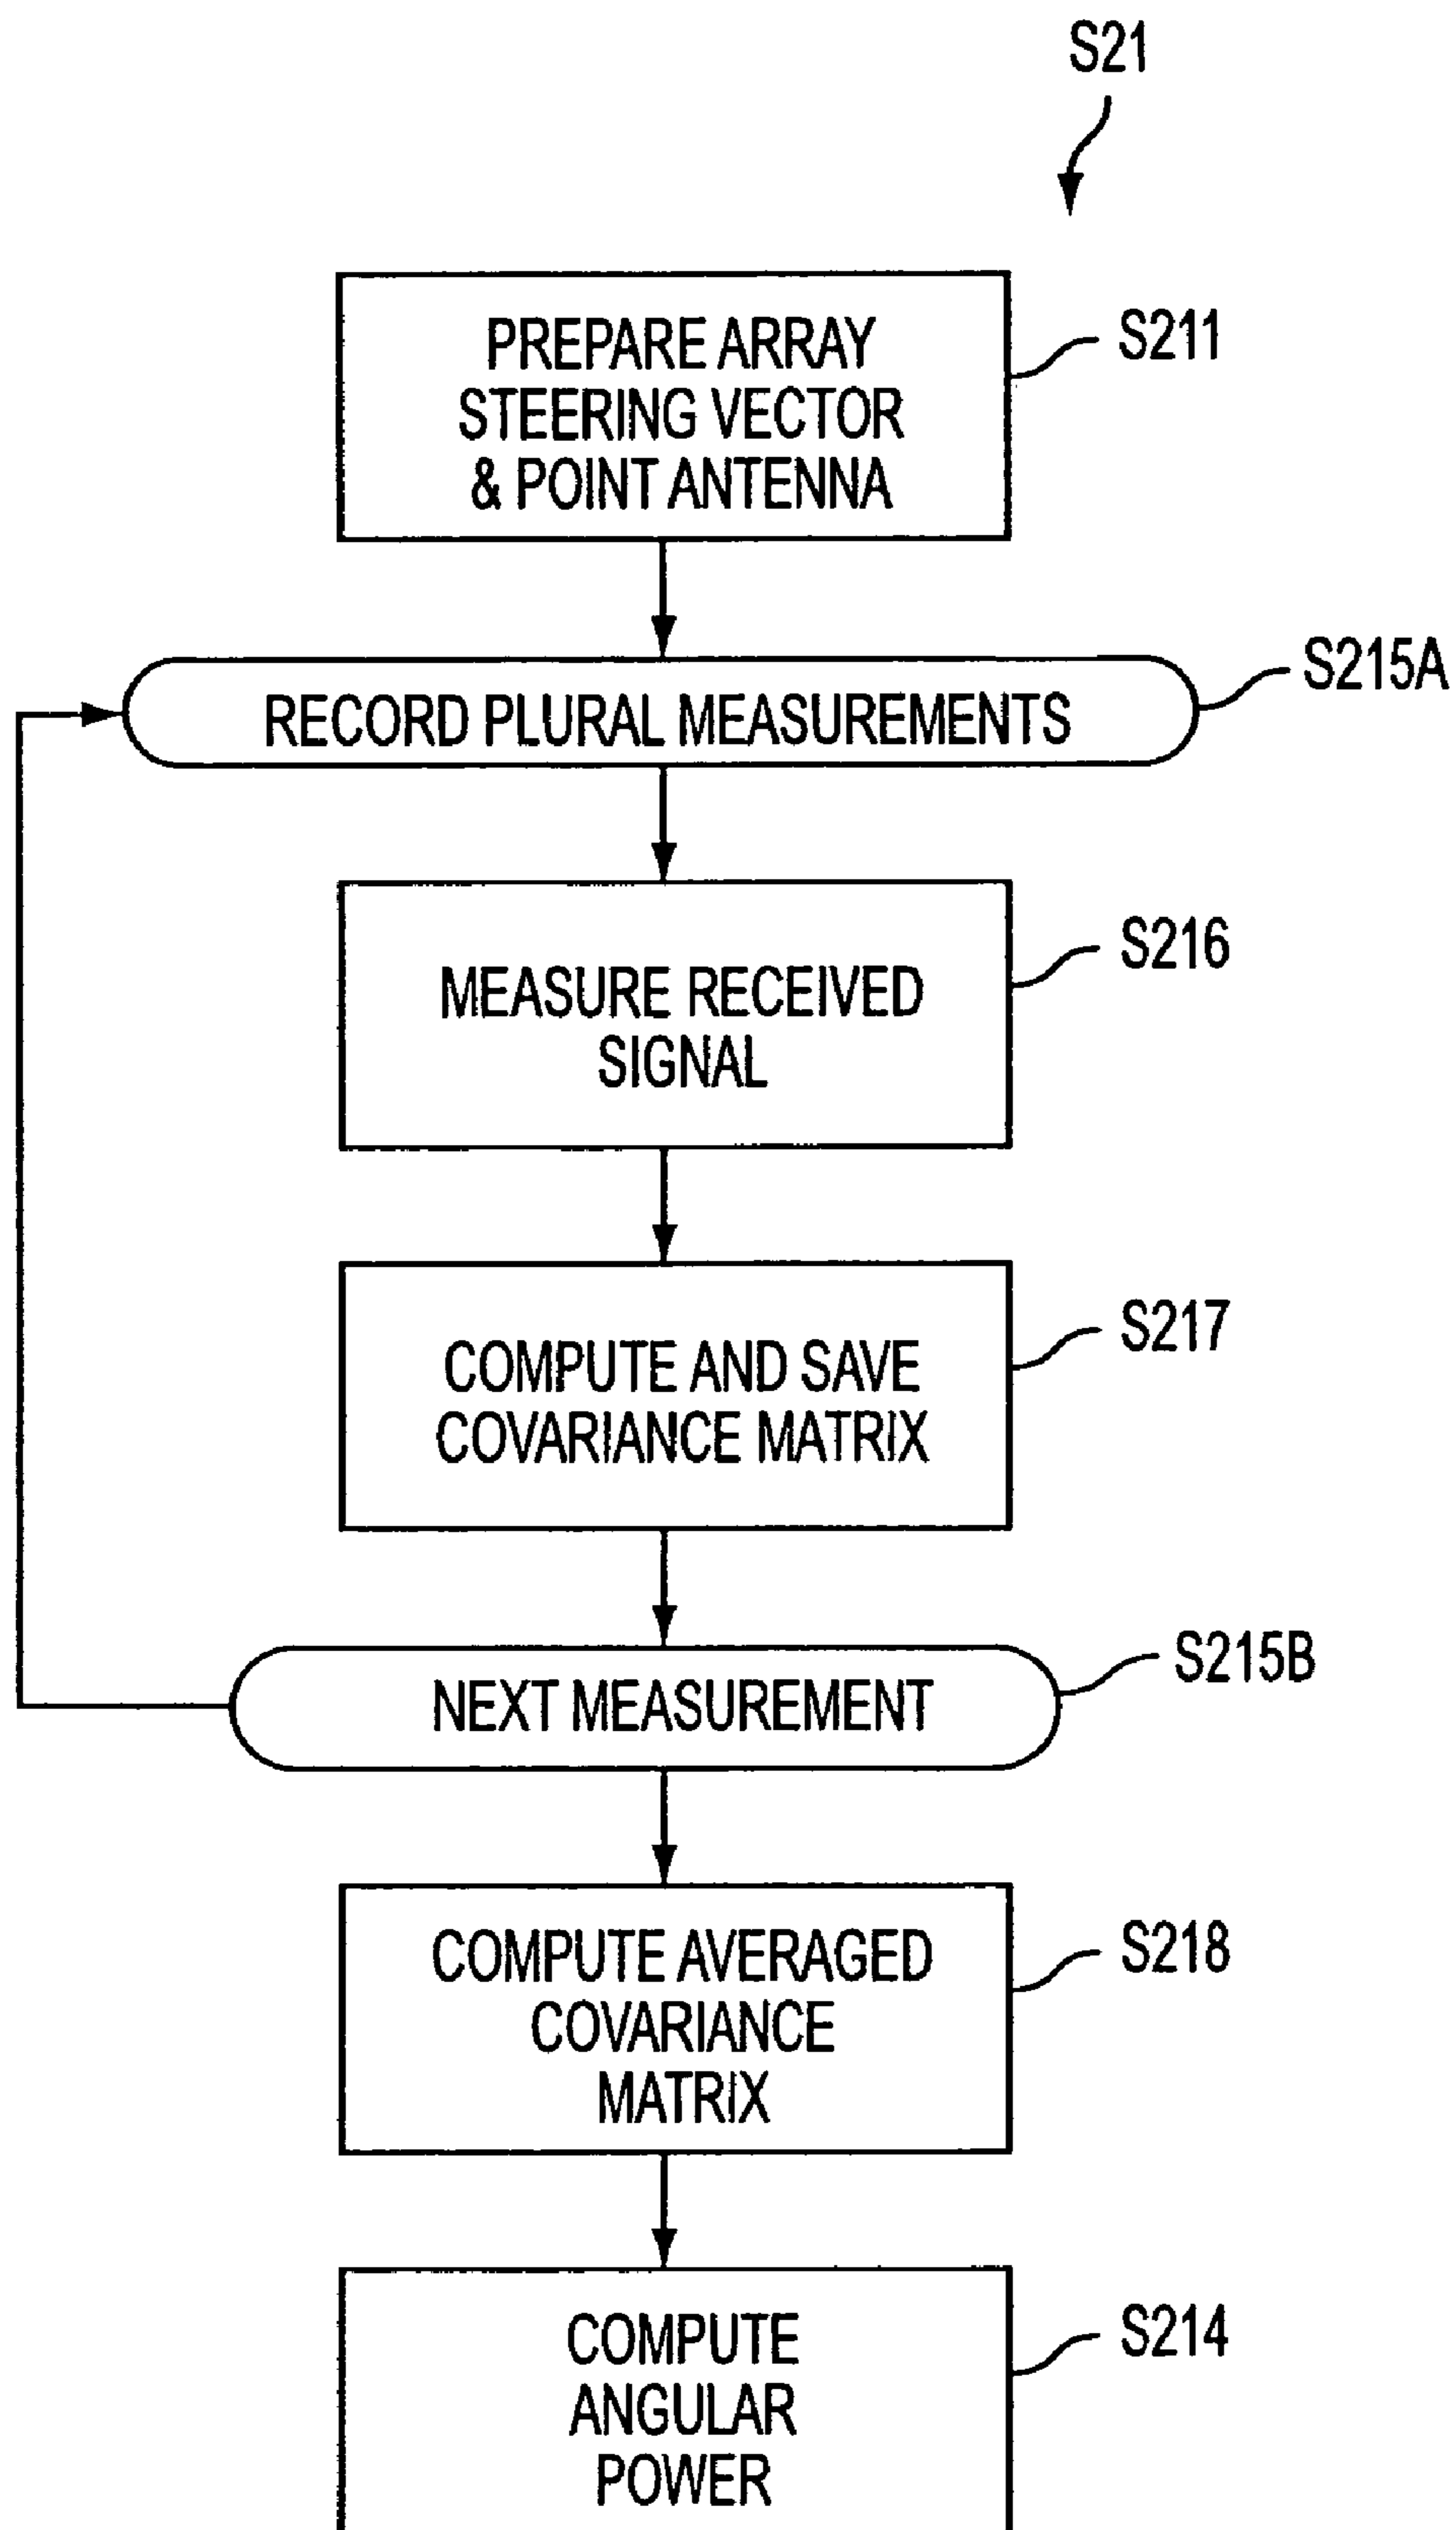 S21
PREPARE ARRAY
STEERING VECTOR
& POINT ANTENNA
S211
RECORD PLURAL MEASUREMENTS
S215A
MEASURE RECEIVED
SIGNAL
S216
COMPUTE AND SAVE
COVARIANCE MATRIX
S217
NEXT MEASUREMENT
S215B
COMPUTE AVERAGED
COVARIANCE
MATRIX
S218
COMPUTE
ANGULAR
POWER
S214